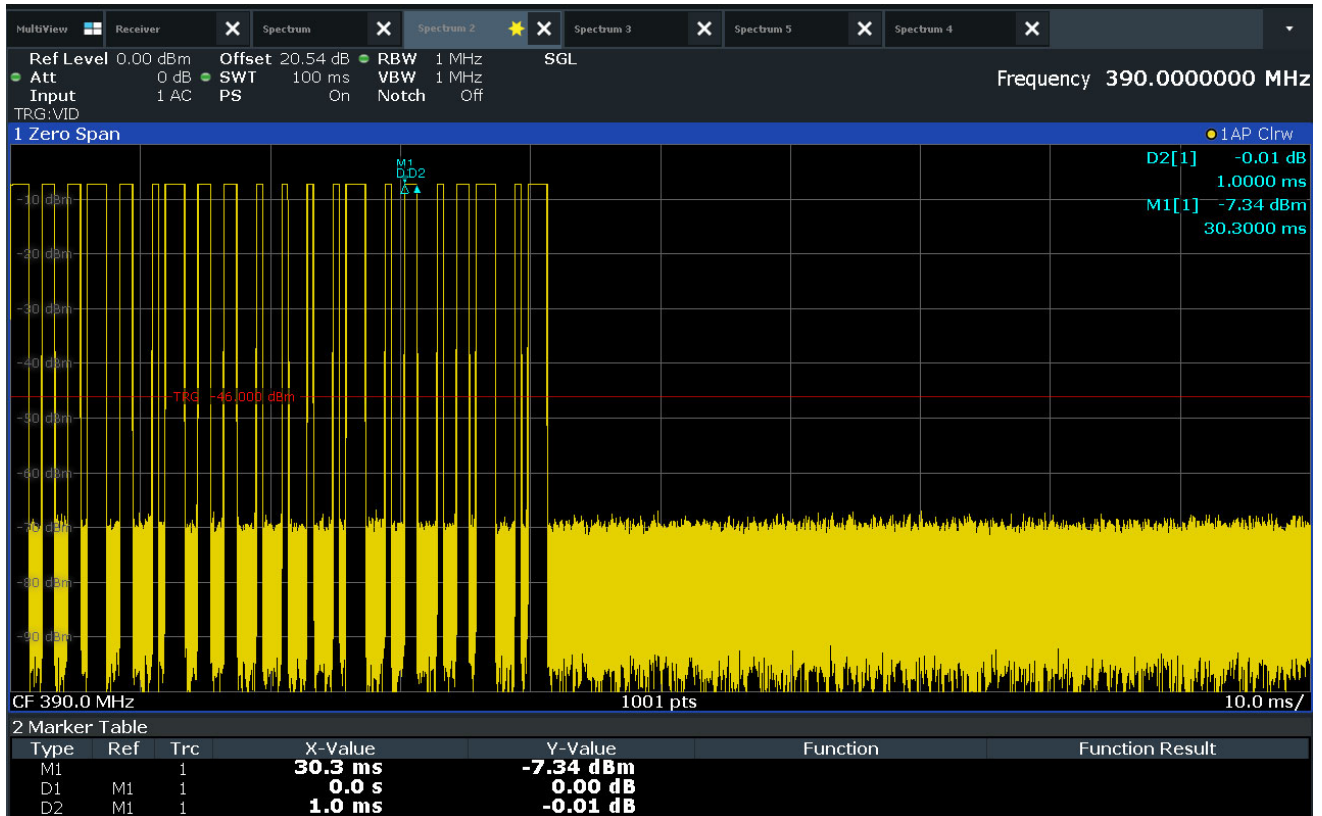 MultiView Receiver Spectrum Spectrum 2 Spectrum 3 Spectrum 5 Spectrum 4
Ref Level 0.00 dBm Offset 20.54 dB RBW 1 MHz SGL
Att 0 dB SWT 100 ms VBW 1 MHz Frequency 390.0000000 MHz
Input 1 AC PS On Notch Off
TRG:VID
1 Zero Span 1AP Clrw
M1 D2[1] -0.01 dB
D2 1.0000 ms
-10 dBm M1[1] -7.34 dBm
30.3000 ms
-20 dBm
-30 dBm
-40 dBm
TRG -46.000 dBm
-50 dBm
-60 dBm
-70 dBm
-80 dBm
-90 dBm
CF 390.0 MHz 1001 pts 10.0 ms/
2 Marker Table
Type Ref Trc X-Value Y-Value Function Function Result
M1 1 30.3 ms -7.34 dBm
D1 M1 1 0.0 s 0.00 dB
D2 M1 1 1.0 ms -0.01 dB